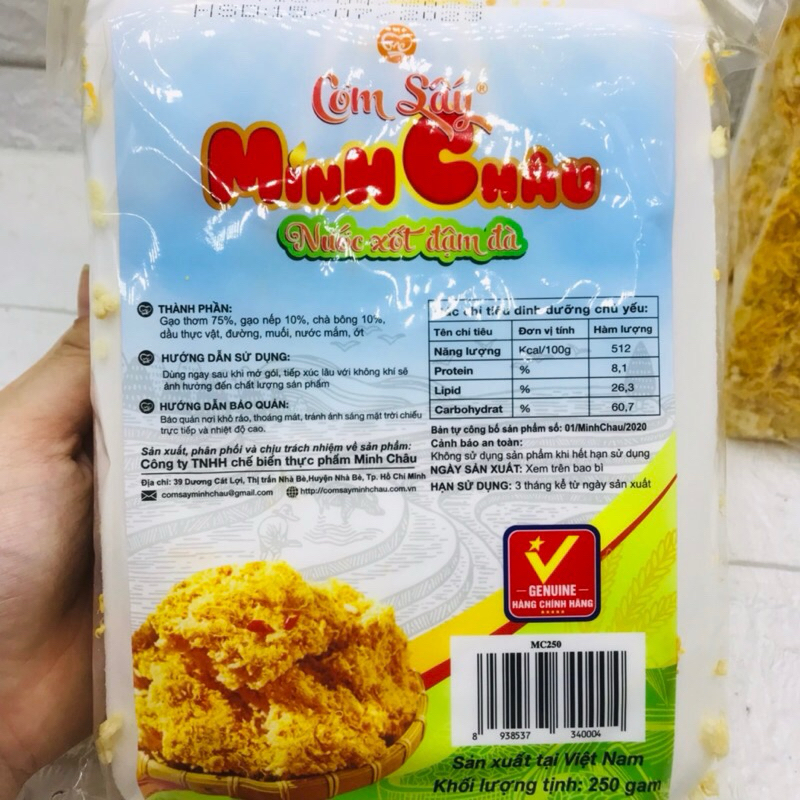 HSD:15/07/2023
Cơm Sấy®
MINH CHÂU
Nước xốt đậm đà
THÀNH PHẦN:
Gạo thơm 75%, gạo nếp 10%, chà bông 10%,
dầu thực vật, đường, muối, nước mắm, ớt
HƯỚNG DẪN SỬ DỤNG:
Dùng ngay sau khi mở gói, tiếp xúc lâu với không khí sẽ
ảnh hưởng đến chất lượng sản phẩm
HƯỚNG DẪN BẢO QUẢN:
Bảo quản nơi khô ráo, thoáng mát, tránh ánh sáng mặt trời chiếu
trực tiếp và nhiệt độ cao.
Sản xuất, phân phối và chịu trách nhiệm về sản phẩm:
Công ty TNHH chế biến thực phẩm Minh Châu
Địa chỉ: 39 Dương Cát Lợi, Thị trấn Nhà Bè,Huyện Nhà Bè, Tp. Hồ Chí Minh
comsayminhchau@gmail.com http://comsayminhchau.com.vn
chỉ tiêu dinh dưỡng chủ yếu:
Tên chỉ tiêu Đơn vị tính Hàm lượng
Năng lượng Kcal/100g 512
Protein % 8,1
Lipid % 26,3
Carbohydrat % 60,7
Bản tự công bố sản phẩm số: 01/MinhChau/2020
Cảnh báo an toàn:
Không sử dụng sản phẩm khi hết hạn sử dụng
NGÀY SẢN XUẤT: Xem trên bao bì
HẠN SỬ DỤNG: 3 tháng kể từ ngày sản xuất
GENUINE
HÀNG CHÍNH HÃNG
MC250
8 938537 340004
Sản xuất tại Việt Nam
Khối lượng tịnh: 250 gam